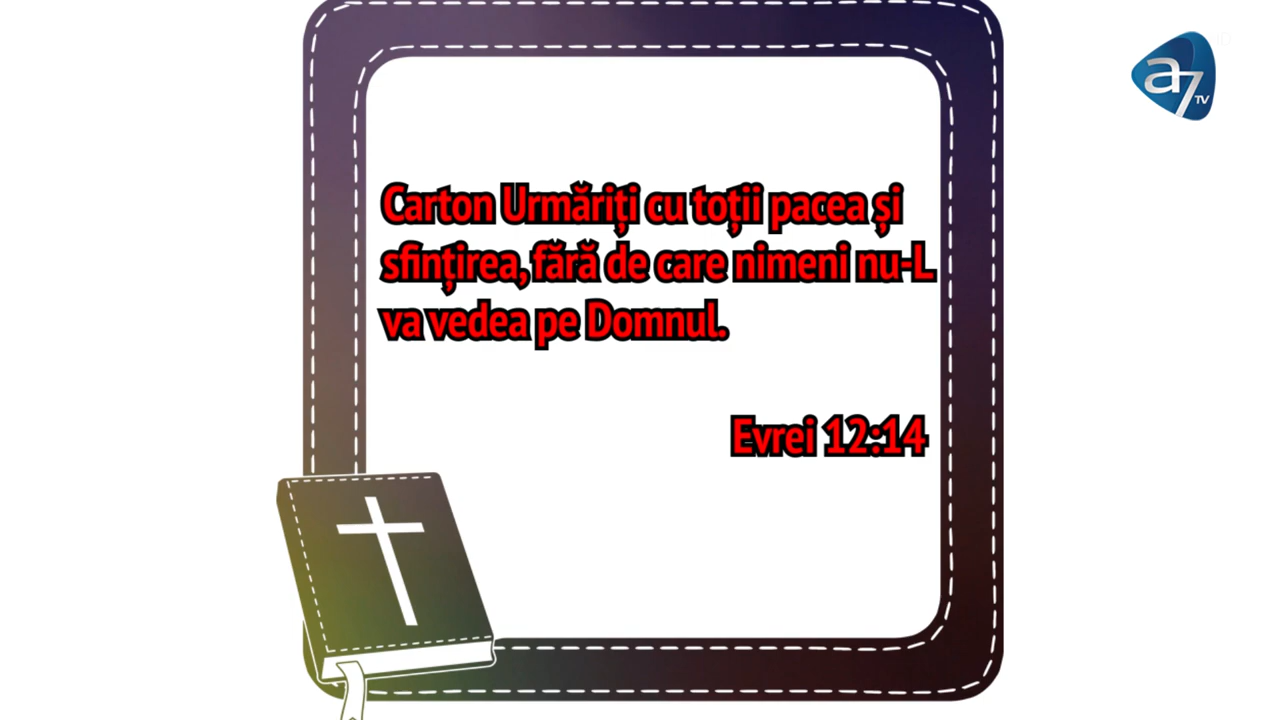 a7 TV
Carton Urmăriți cu toții pacea și
sfințirea, fără de care nimeni nu-L
va vedea pe Domnul.
Evrei 12:14